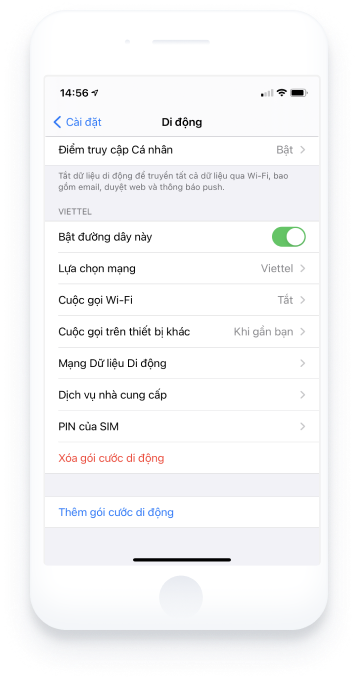 14:56
Cài đặt
Di động
Điểm truy cập Cá nhân
Bật
Tắt dữ liệu di động để truyền tất cả dữ liệu qua Wi-Fi, bao
gồm email, duyệt web và thông báo push.
VIETTEL
Bật đường dây này
Lựa chọn mạng
Viettel
Cuộc gọi Wi-Fi
Tắt
Cuộc gọi trên thiết bị khác
Khi gần bạn
Mạng Dữ liệu Di động
Dịch vụ nhà cung cấp
PIN của SIM
Xóa gói cước di động
Thêm gói cước di động